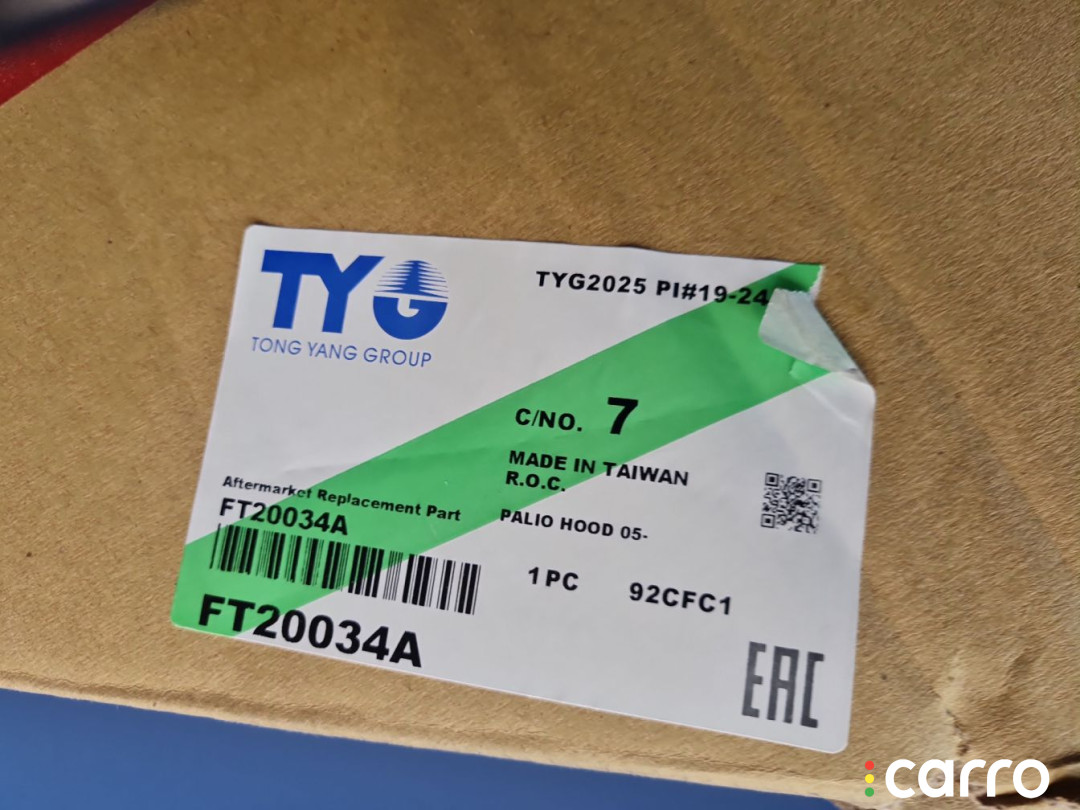 TYG
TONG YANG GROUP
TYG2025 PI#19-24
C/NO. 7
MADE IN TAIWAN
R.O.C.
Aftermarket Replacement Part
FT20034A
PALIO HOOD 05-
1PC 92CFC1
FT20034A
EAC
carro